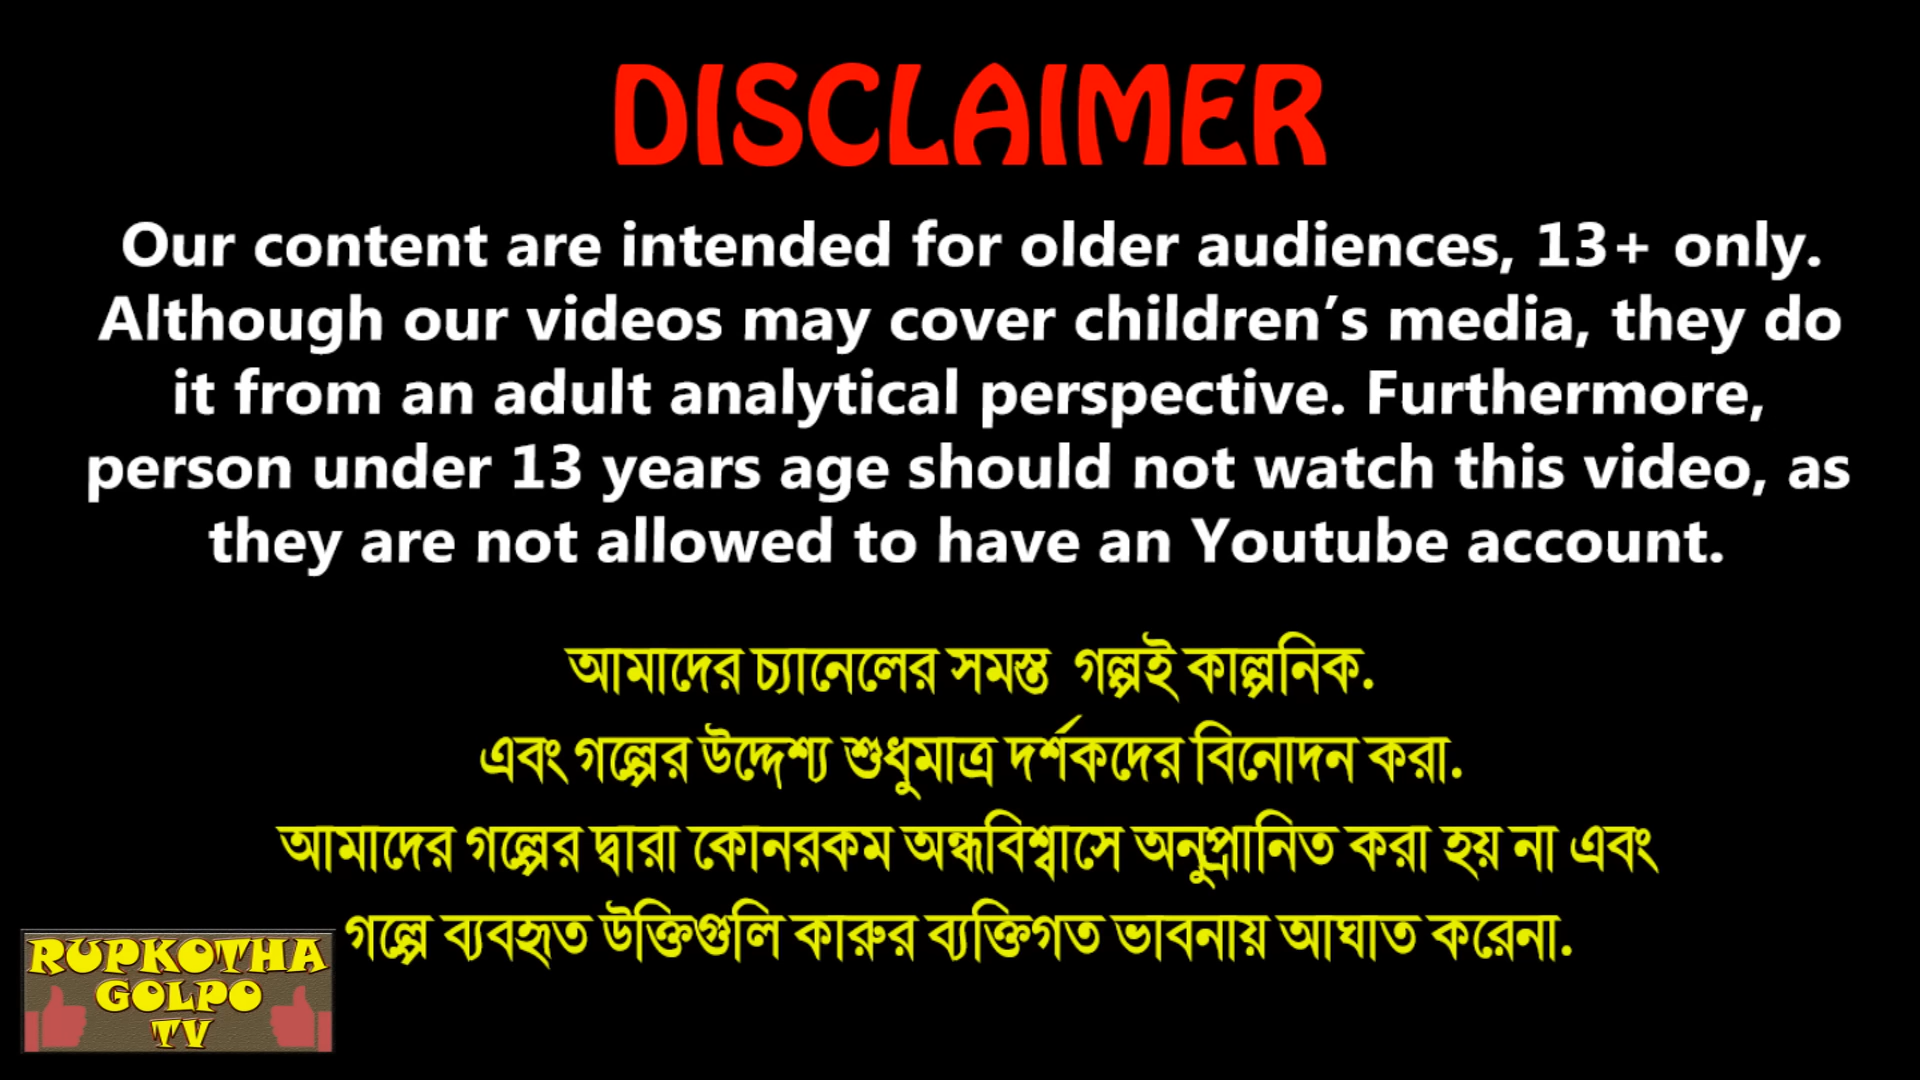 DISCLAIMER
Our content are intended for older audiences, 13+ only.
Although our videos may cover children’s media, they do
it from an adult analytical perspective. Furthermore,
person under 13 years age should not watch this video, as
they are not allowed to have an Youtube account.
আমাদের চ্যানেলের সমস্ত গল্পই কাল্পনিক.
এবং গল্পের উদ্দেশ্য শুধুমাত্র দর্শকদের বিনোদন করা.
আমাদের গল্পের দ্বারা কোনরকম অন্ধবিশ্বাসে অনুপ্রানিত করা হয় না এবং
গল্পে ব্যবহৃত উক্তিগুলি কারুর ব্যক্তিগত ভাবনায় আঘাত করেনা.
RUPKOTHA
GOLPO
TV